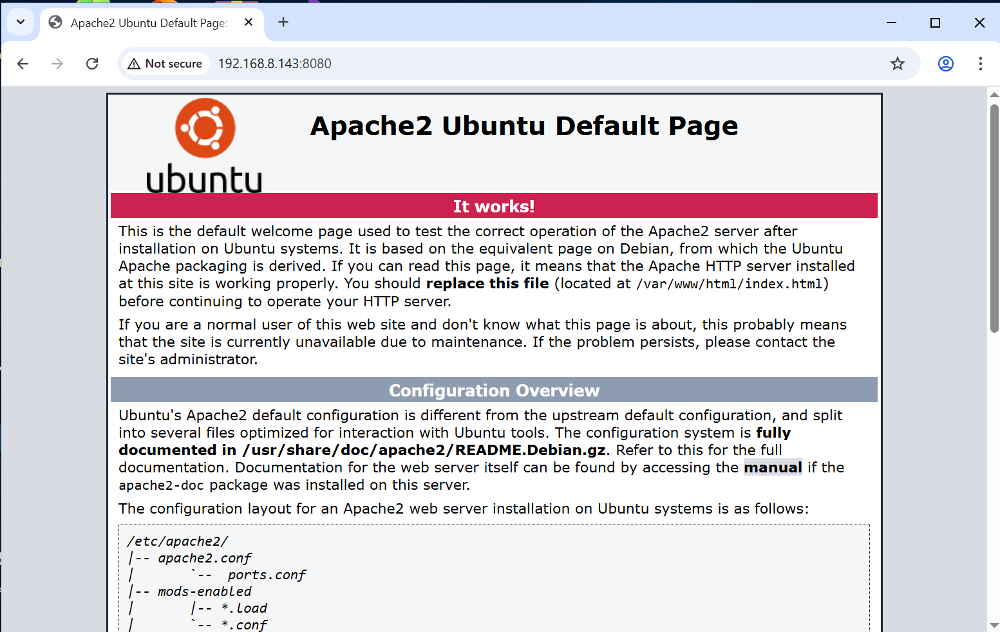 Apache2 Ubuntu Default Page:
Not secure
192.168.8.143:8080
ubuntu
Apache2 Ubuntu Default Page
It works!
This is the default welcome page used to test the correct operation of the Apache2 server after
installation on Ubuntu systems. It is based on the equivalent page on Debian, from which the Ubuntu
Apache packaging is derived. If you can read this page, it means that the Apache HTTP server installed
at this site is working properly. You should replace this file (located at /var/www/html/index.html)
before continuing to operate your HTTP server.
If you are a normal user of this web site and don't know what this page is about, this probably means
that the site is currently unavailable due to maintenance. If the problem persists, please contact the
site's administrator.
Configuration Overview
Ubuntu's Apache2 default configuration is different from the upstream default configuration, and split
into several files optimized for interaction with Ubuntu tools. The configuration system is fully
documented in /usr/share/doc/apache2/README.Debian.gz. Refer to this for the full
documentation. Documentation for the web server itself can be found by accessing the manual if the
apache2-doc package was installed on this server.
The configuration layout for an Apache2 web server installation on Ubuntu systems is as follows:
/etc/apache2/
|-- apache2.conf
|       `--  ports.conf
|-- mods-enabled
|       |-- *.load
|       `-- *.conf